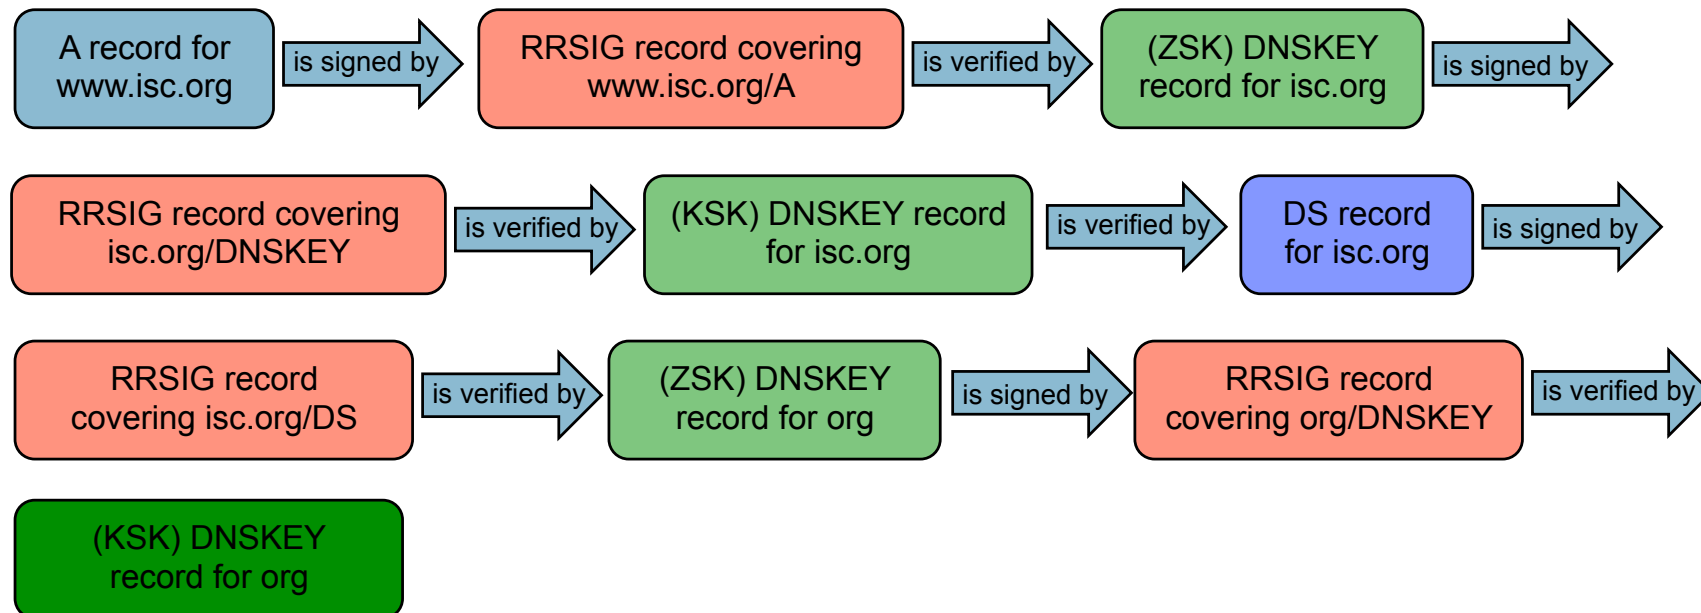 A record for
www.isc.org
is signed by
RRSIG record covering
www.isc.org/A
is verified by
(ZSK) DNSKEY
record for isc.org
is signed by
RRSIG record covering
isc.org/DNSKEY
is verified by
(KSK) DNSKEY record
for isc.org
is verified by
DS record
for isc.org
is signed by
RRSIG record
covering isc.org/DS
is verified by
(ZSK) DNSKEY
record for org
is signed by
RRSIG record
covering org/DNSKEY
is verified by
(KSK) DNSKEY
record for org